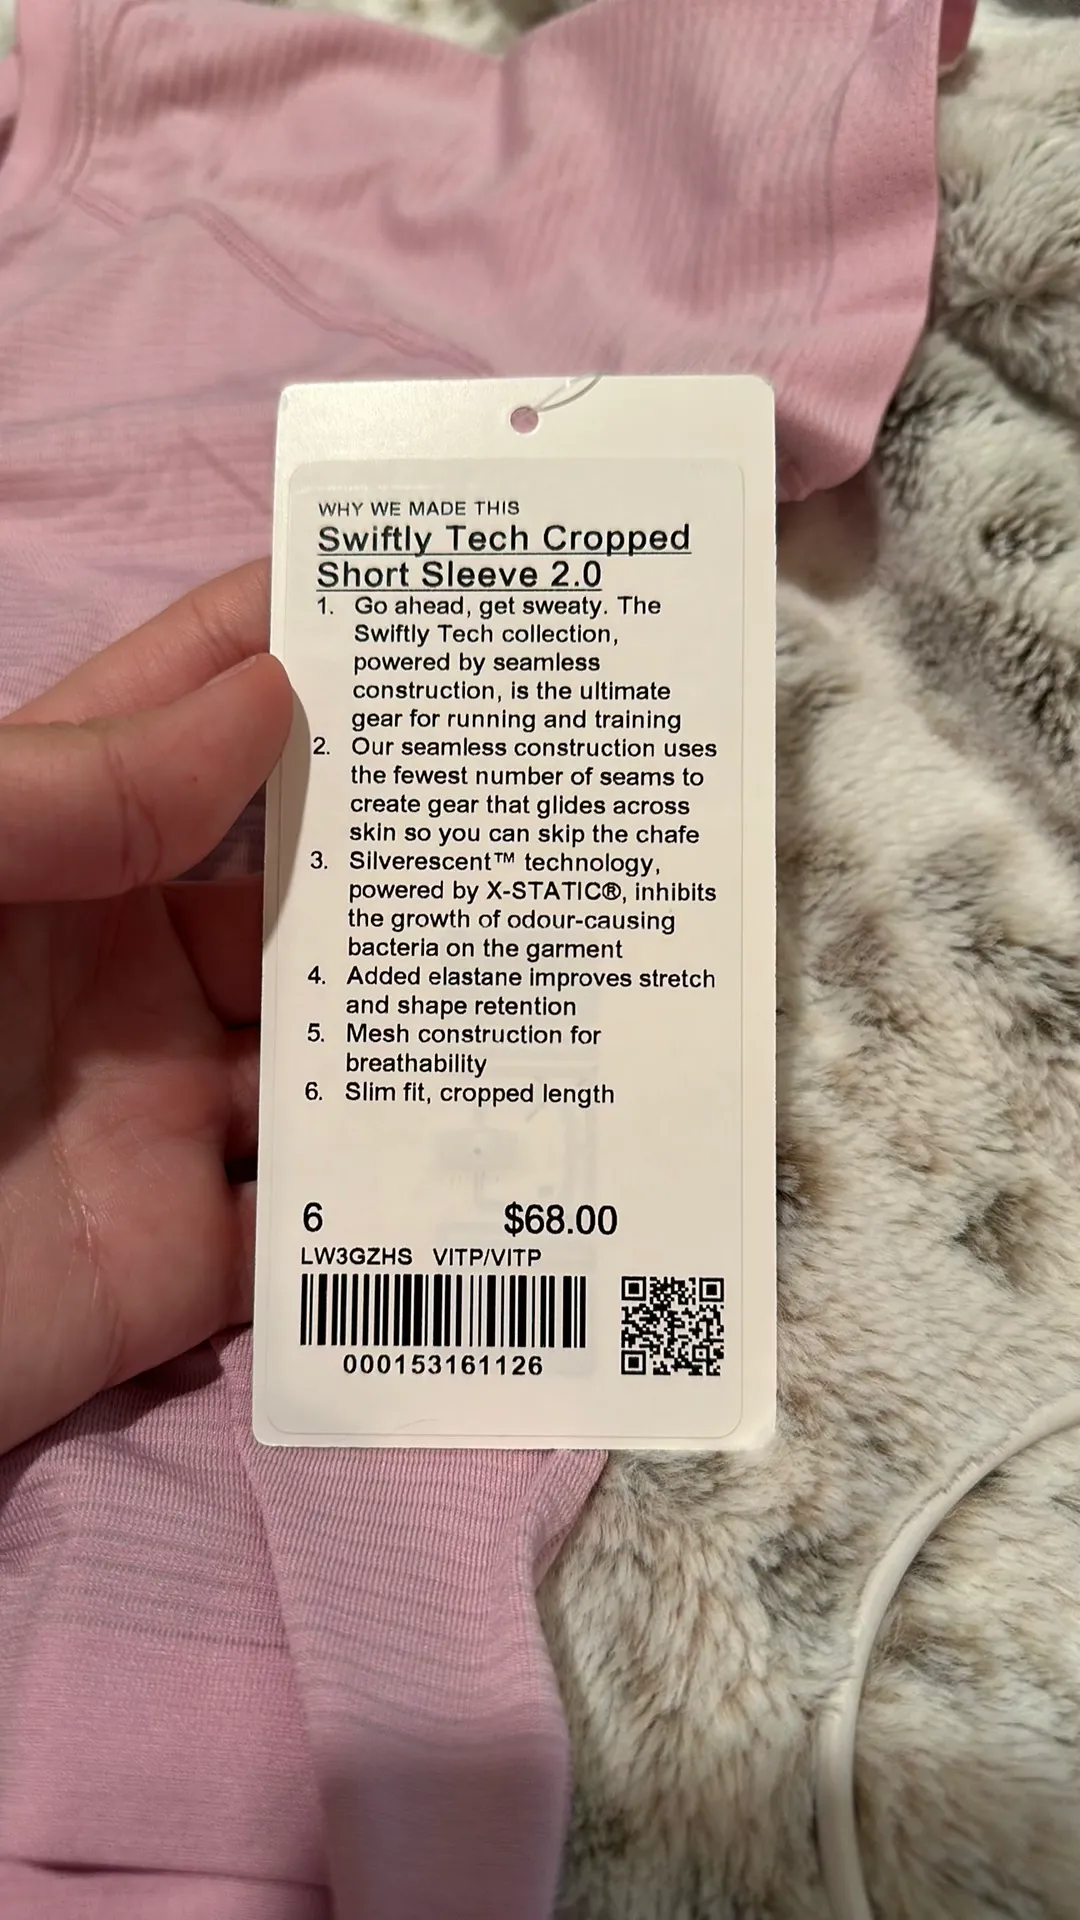 WHY WE MADE THIS
Swiftly Tech Cropped
Short Sleeve 2.0
1. Go ahead, get sweaty. The
Swiftly Tech collection,
powered by seamless
construction, is the ultimate
gear for running and training
2. Our seamless construction uses
the fewest number of seams to
create gear that glides across
skin so you can skip the chafe
3. Silverescent™ technology,
powered by X-STATIC®, inhibits
the growth of odour-causing
bacteria on the garment
4. Added elastane improves stretch
and shape retention
5. Mesh construction for
breathability
6. Slim fit, cropped length
6 $68.00
LW3GZHS VITP/VITP
000153161126